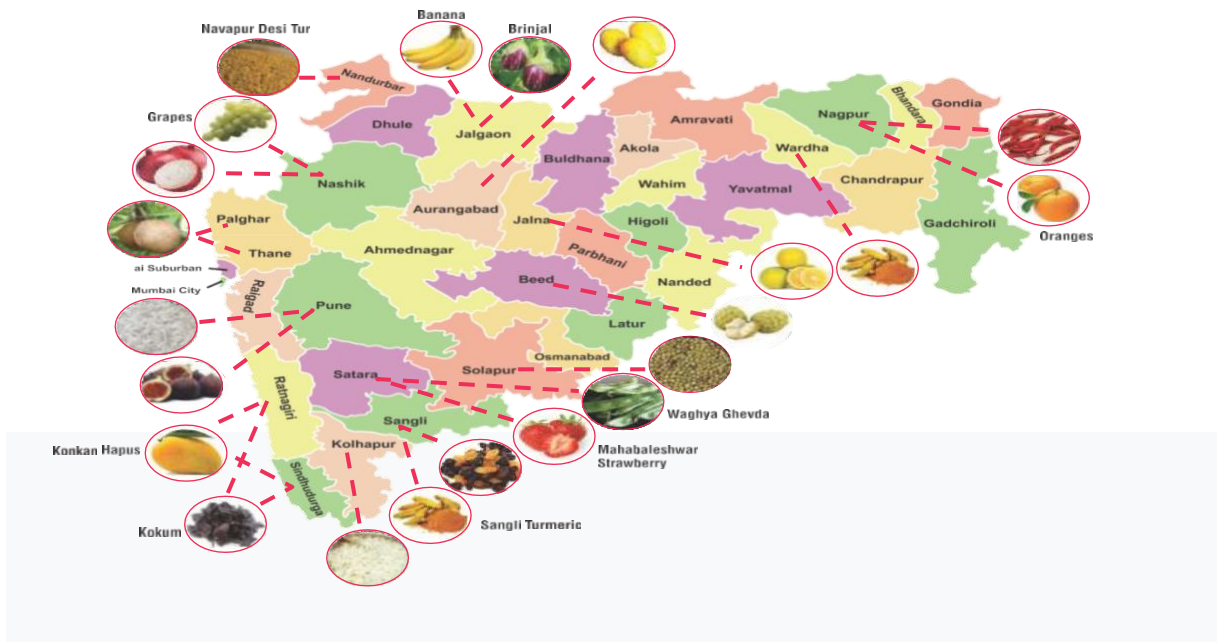 Banana
Navapur Desi Tur
Brinjal
Nandurbar
Grapes
Dhule
Jalgaon
Buldhana
Akola
Amravati
Nagpur
Bhandara
Gondia
Wardha
Nashik
Aurangabad
Wahim
Yavatmal
Chandrapur
Palghar
Jalna
Higoli
Gadchiroli
Oranges
Thane
Ahmednagar
Parbhani
ai Suburban
Mumbai City
Raigad
Beed
Nanded
Pune
Latur
Osmanabad
Satara
Solapur
Ratnagiri
Waghya Ghevda
Sangli
Konkan Hapus
Kolhapur
Mahabaleshwar
Strawberry
Sindhudurga
Kokum
Sangli Turmeric